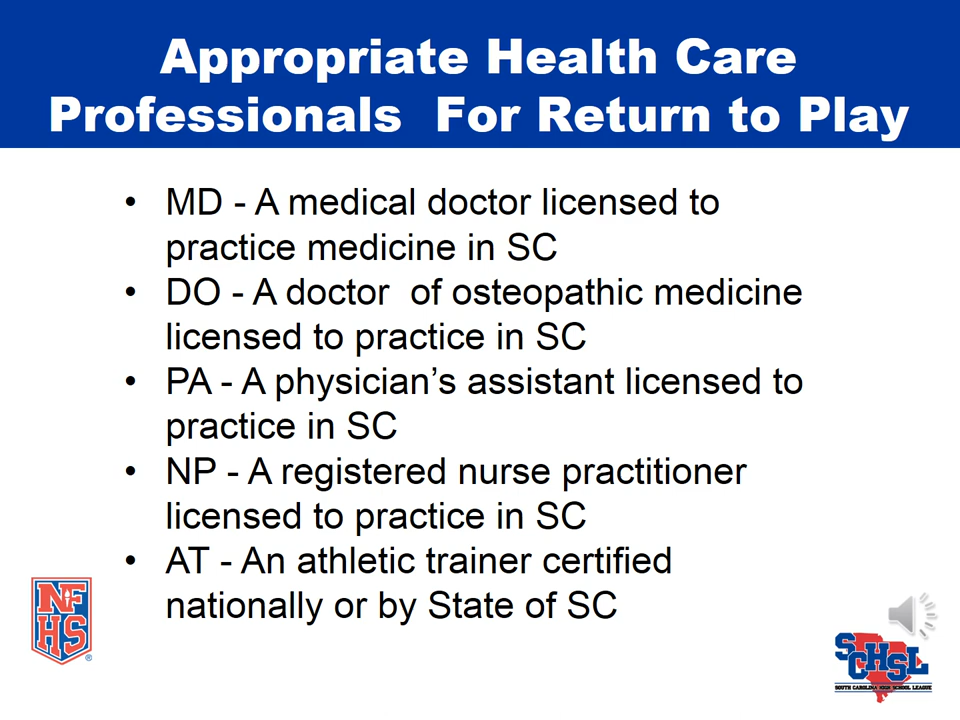 Appropriate Health Care
Professionals For Return to Play
• MD - A medical doctor licensed to
practice medicine in SC
• DO - A doctor of osteopathic medicine
licensed to practice in SC
• PA - A physician’s assistant licensed to
practice in SC
• NP - A registered nurse practitioner
licensed to practice in SC
• AT - An athletic trainer certified
nationally or by State of SC
NF
HS®
SCHSL
SOUTH CAROLINA HIGH SCHOOL LEAGUE